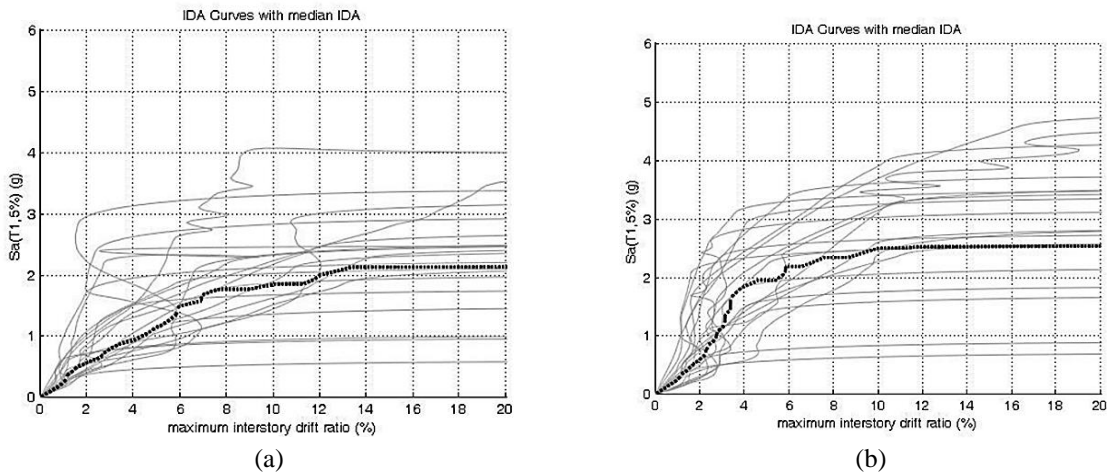 IDA Curves with median IDA
6
5
4
3
2
1
0
Sa(T1,5%) (g)
0 2 4 6 8 10 12 14 16 18 20
maximum interstory drift ratio (%)
(a)
IDA Curves with median IDA
6
5
4
3
2
1
0
Sa(T1,5%) (g)
0 2 4 6 8 10 12 14 16 18 20
maximum interstory drift ratio (%)
(b)